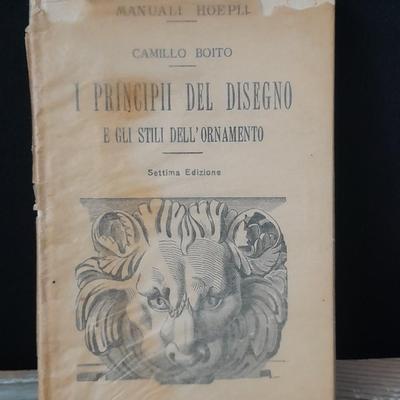 MANUALI HOEPLI
CAMILLO BOITO
I PRINCIPII DEL DISEGNO
E GLI STILI DELL'ORNAMENTO
Settima Edizione